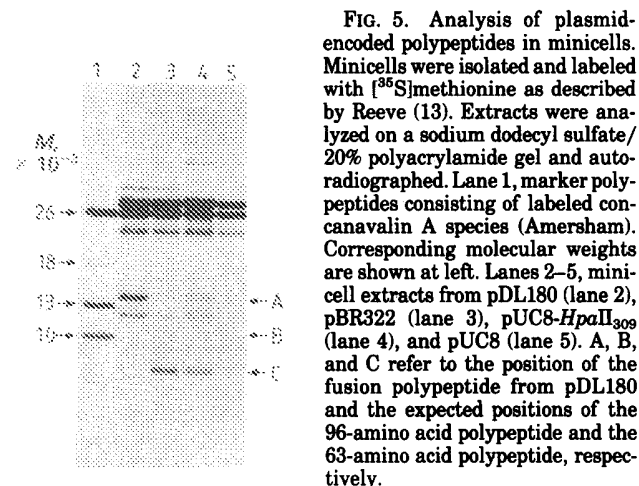 1 2 3 4 5
Mr
× 10⁻³
26
18
13
10
A
B
C
FIG. 5. Analysis of plasmid-
encoded polypeptides in minicells.
Minicells were isolated and labeled
with [³⁵S]methionine as described
by Reeve (13). Extracts were ana-
lyzed on a sodium dodecyl sulfate/
20% polyacrylamide gel and auto-
radiographed. Lane 1, marker poly-
peptides consisting of labeled con-
canavalin A species (Amersham).
Corresponding molecular weights
are shown at left. Lanes 2–5, mini-
cell extracts from pDL180 (lane 2),
pBR322 (lane 3), pUC8-HpaII₃₀₉
(lane 4), and pUC8 (lane 5). A, B,
and C refer to the position of the
fusion polypeptide from pDL180
and the expected positions of the
96-amino acid polypeptide and the
63-amino acid polypeptide, respec-
tively.